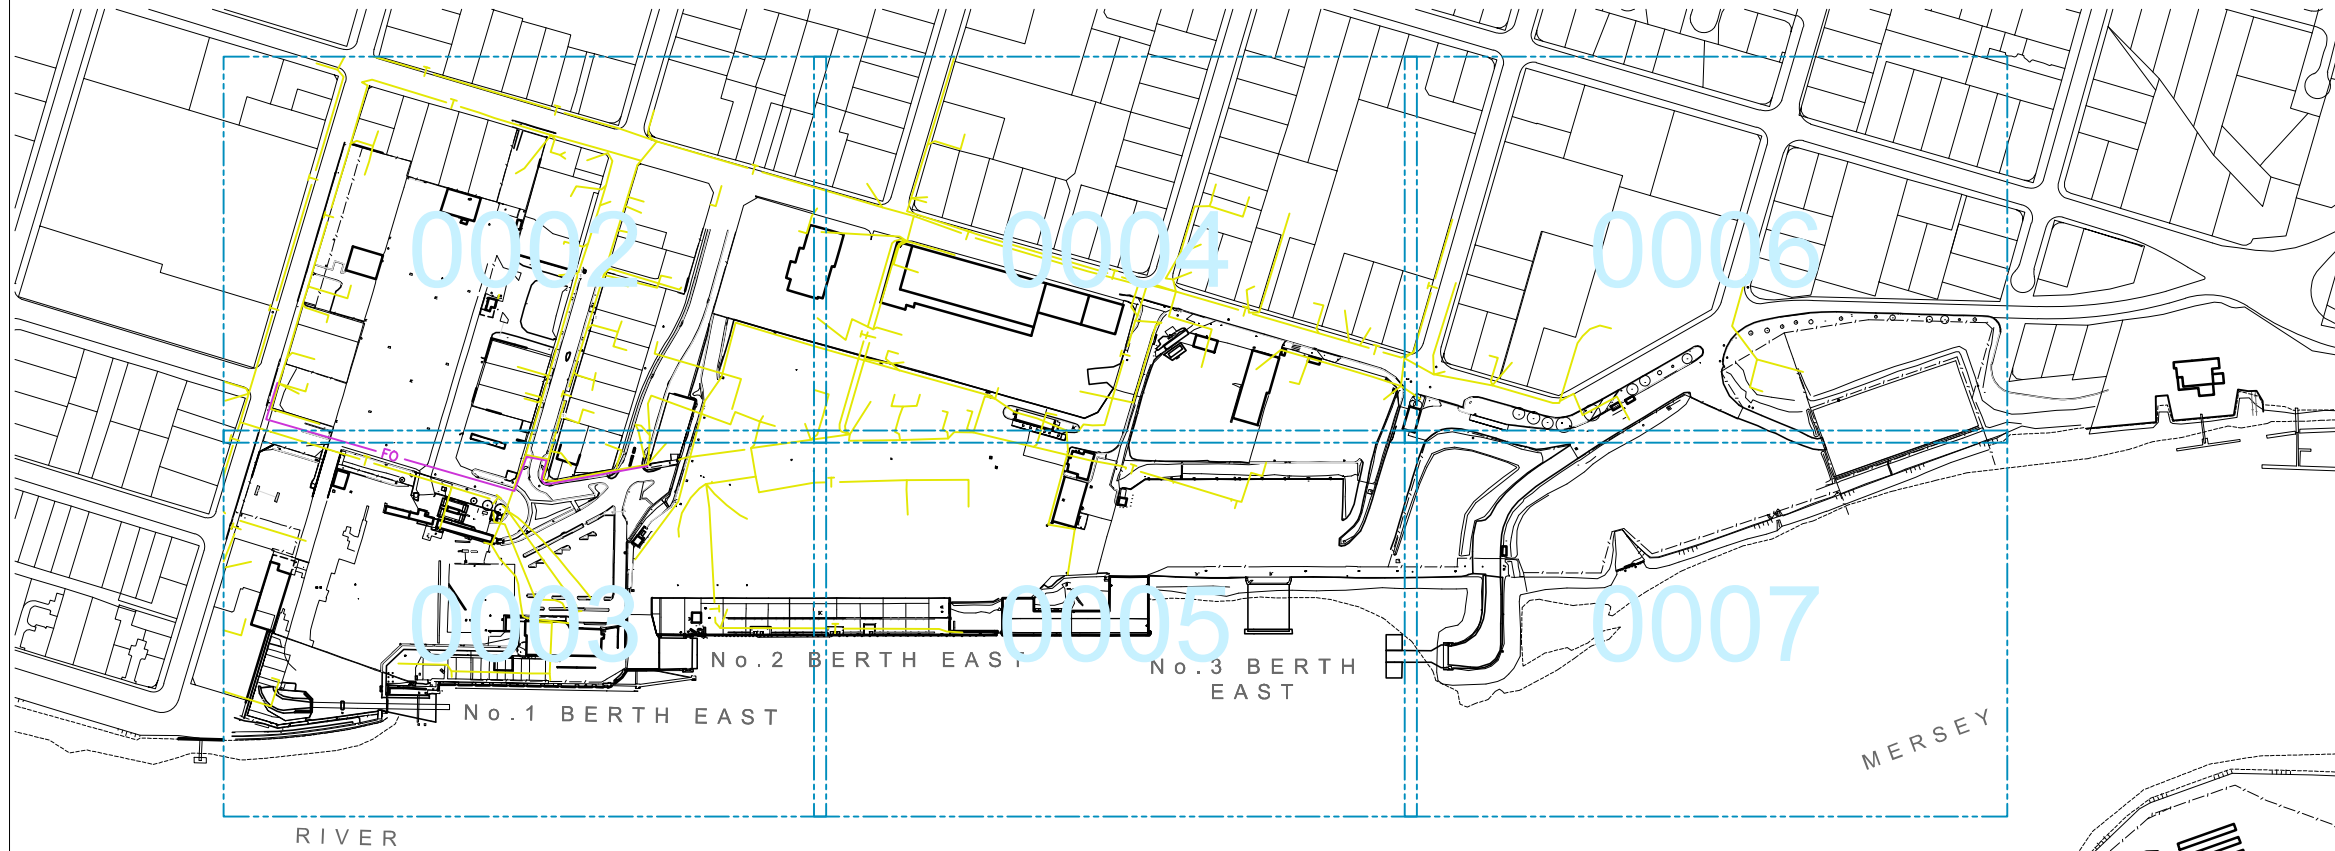 0002
0004
0006
FO
0003
0005
0007
No.2 BERTH EAST
No.3 BERTH
EAST
No.1 BERTH EAST
MERSEY
RIVER